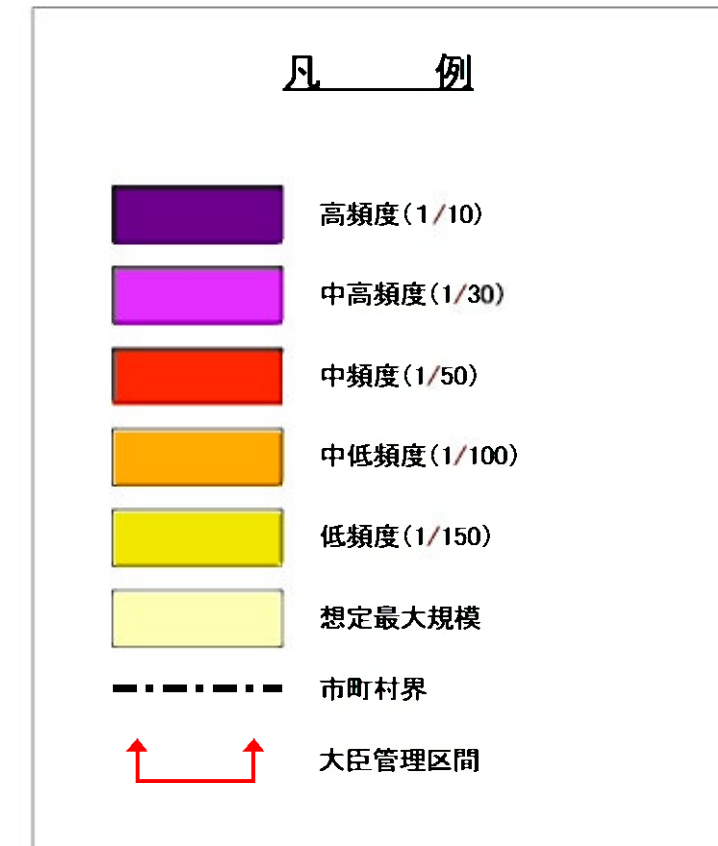 凡 例
高頻度(1/10)
中高頻度(1/30)
中頻度(1/50)
中低頻度(1/100)
低頻度(1/150)
想定最大規模
市町村界
大臣管理区間